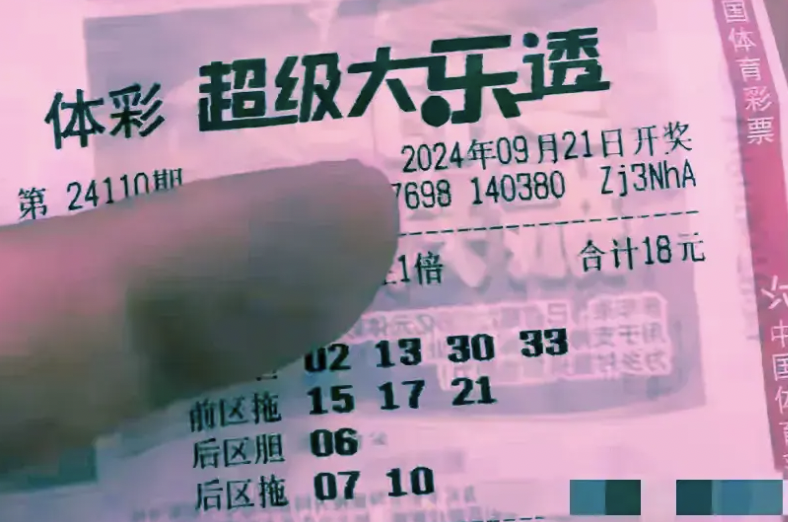 体彩 超级大乐透
第 24110期 2024年09月21日开奖
7698 140380 Zj3NhA
1倍 合计18元
02 13 30 33
前区拖 15 17 21
后区胆 06
后区拖 07 10
国体育彩票
中国体育